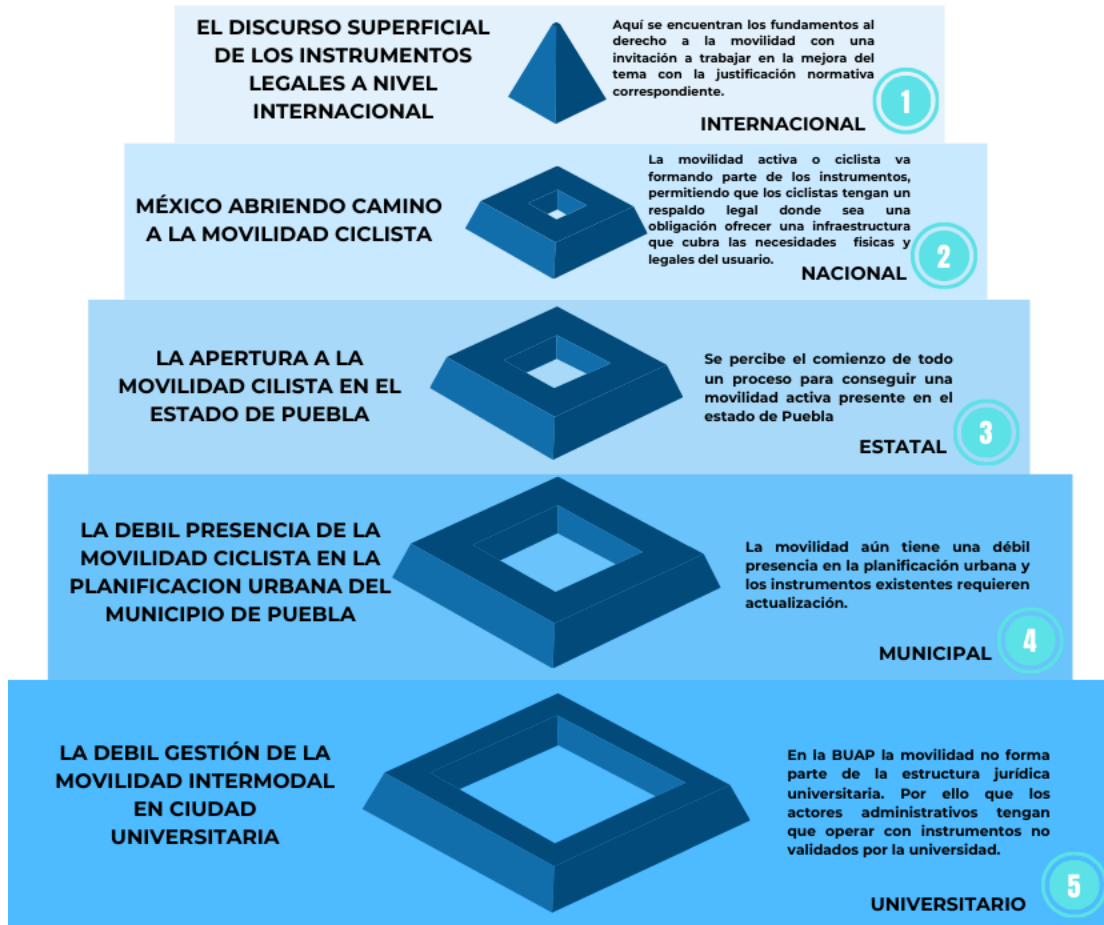 EL DISCURSO SUPERFICIAL
DE LOS INSTRUMENTOS
LEGALES A NIVEL
INTERNACIONAL
Aquí se encuentran los fundamentos al
derecho a la movilidad con una
invitación a trabajar en la mejora del
tema con la justificación normativa
correspondiente.
INTERNACIONAL
1
MÉXICO ABRIENDO CAMINO
A LA MOVILIDAD CICLISTA
La movilidad activa o ciclista va
formando parte de los instrumentos,
permitiendo que los ciclistas tengan un
respaldo legal donde sea una
obligación ofrecer una infraestructura
que cubra las necesidades físicas y
legales del usuario.
NACIONAL
2
LA APERTURA A LA
MOVILIDAD CILISTA EN EL
ESTADO DE PUEBLA
Se percibe el comienzo de todo
un proceso para conseguir una
movilidad activa presente en el
estado de Puebla
ESTATAL
3
LA DEBIL PRESENCIA DE LA
MOVILIDAD CICLISTA EN LA
PLANIFICACION URBANA DEL
MUNICIPIO DE PUEBLA
La movilidad aún tiene una débil
presencia en la planificación urbana y
los instrumentos existentes requieren
actualización.
MUNICIPAL
4
LA DEBIL GESTIÓN DE LA
MOVILIDAD INTERMODAL
EN CIUDAD
UNIVERSITARIA
En la BUAP la movilidad no forma
parte de la estructura jurídica
universitaria. Por ello que los
actores administrativos tengan
que operar con instrumentos no
validados por la universidad.
UNIVERSITARIO
5